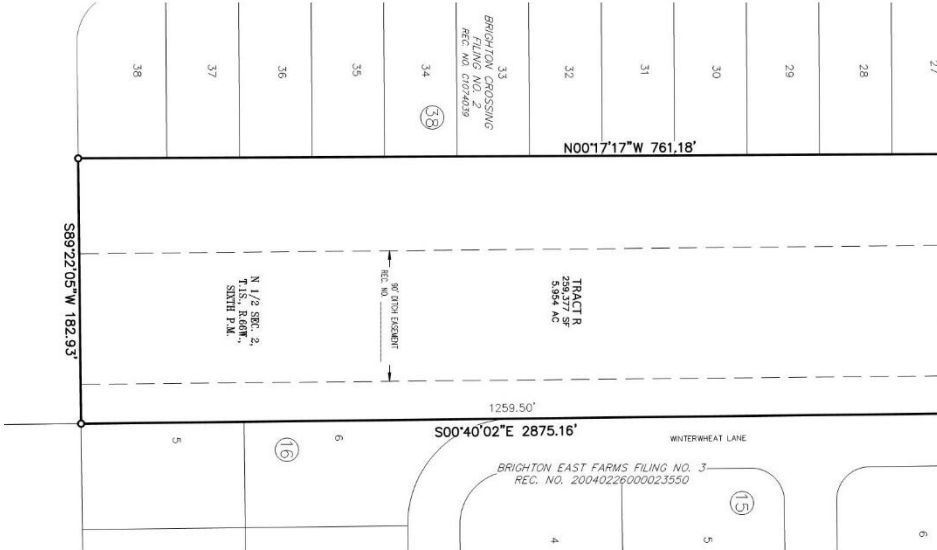 BRIGHTON CROSSING
FILING NO. 2
REC. NO. C1074039
38
37
36
35
34
33
32
31
30
29
28
27
38
N00°17'17"W 761.18'
S89°22'05"W 182.93'
N 1/2 SEC. 2,
T.1S., R.66W.,
SIXTH P.M.
90' DITCH EASEMENT
REC. NO. ________
TRACT R
259,377 SF
5.954 AC
1259.50'
S00°40'02"E 2875.16'
WINTERWHEAT LANE
5
16
6
BRIGHTON EAST FARMS FILING NO. 3
REC. NO. 20040226000023550
15
4
5
6